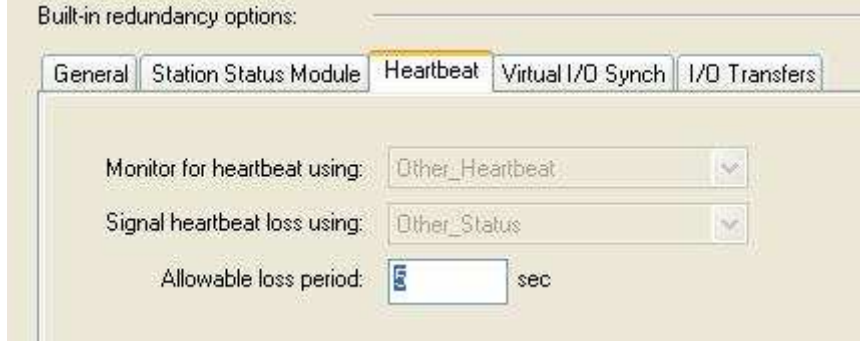 Built-in redundancy options:
General Station Status Module Heartbeat Virtual I/O Synch I/O Transfers
Monitor for heartbeat using: Other_Heartbeat
Signal heartbeat loss using: Other_Status
Allowable loss period: 5 sec